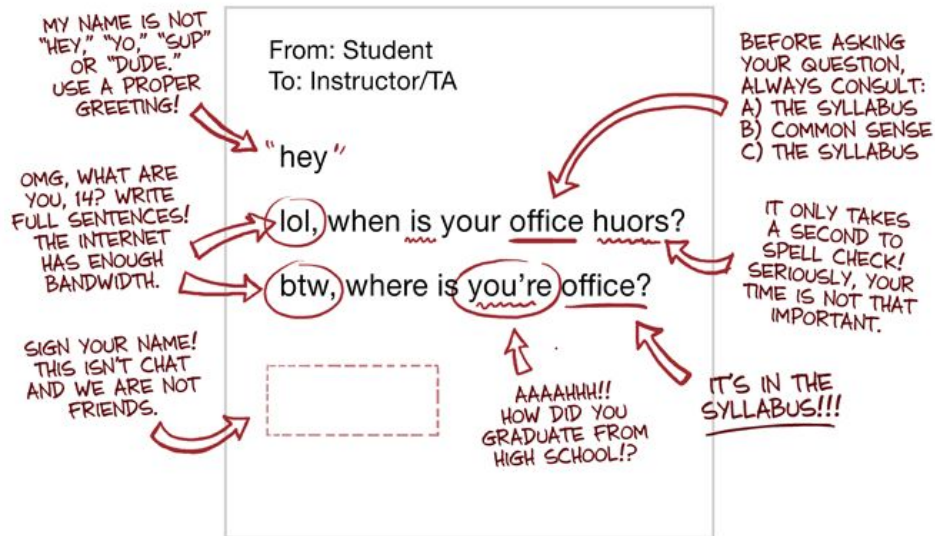 MY NAME IS NOT
"HEY," "YO," "SUP"
OR "DUDE."
USE A PROPER
GREETING!
From: Student
To: Instructor/TA
BEFORE ASKING
YOUR QUESTION,
ALWAYS CONSULT:
A) THE SYLLABUS
B) COMMON SENSE
C) THE SYLLABUS
"hey"
OMG, WHAT ARE
YOU, 14? WRITE
FULL SENTENCES!
THE INTERNET
HAS ENOUGH
BANDWIDTH.
lol, when is your office huors?
btw, where is you're office?
IT ONLY TAKES
A SECOND TO
SPELL CHECK!
SERIOUSLY, YOUR
TIME IS NOT THAT
IMPORTANT.
SIGN YOUR NAME!
THIS ISN'T CHAT
AND WE ARE NOT
FRIENDS.
AAAAHHH!!
HOW DID YOU
GRADUATE FROM
HIGH SCHOOL!?
IT'S IN THE
SYLLABUS!!!